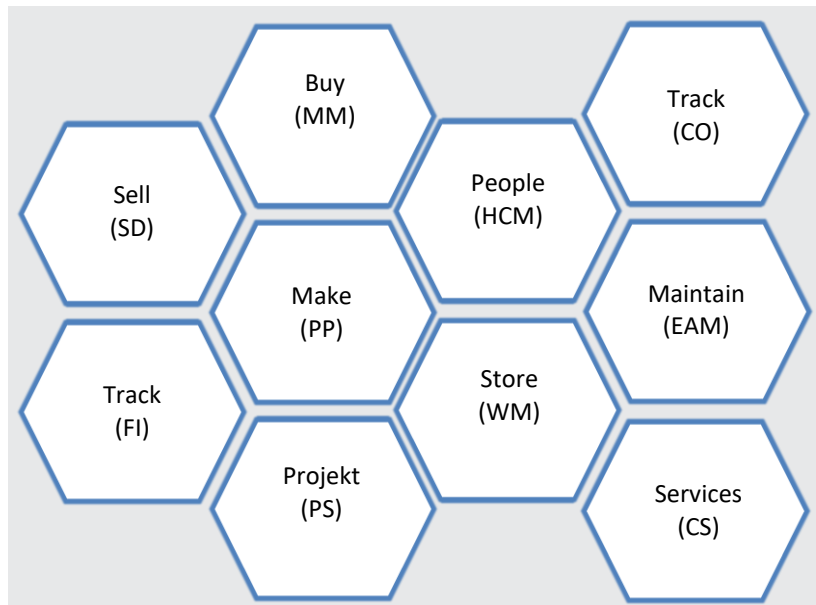 Buy
(MM)
Track
(CO)
Sell
(SD)
People
(HCM)
Make
(PP)
Maintain
(EAM)
Track
(FI)
Store
(WM)
Projekt
(PS)
Services
(CS)